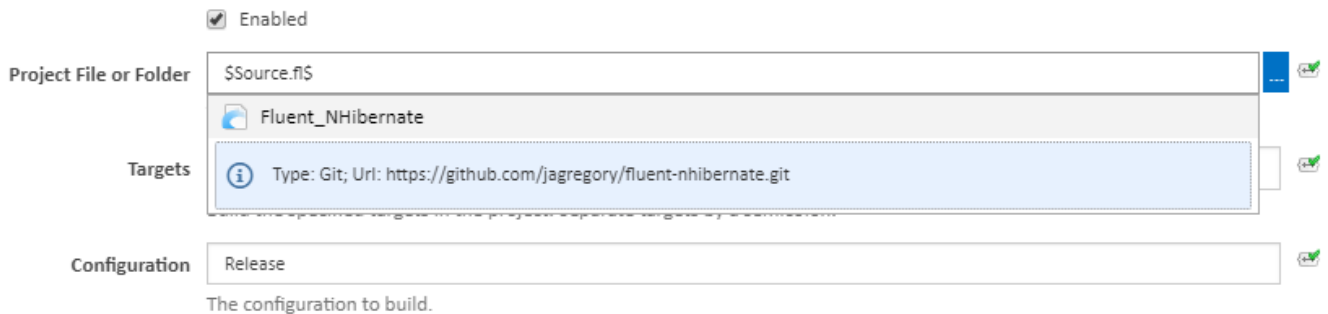 Enabled
Project File or Folder $Source.fl$ ...
Fluent_NHibernate
Targets
Type: Git; Url: https://github.com/jagregory/fluent-nhibernate.git
Configuration Release
The configuration to build.